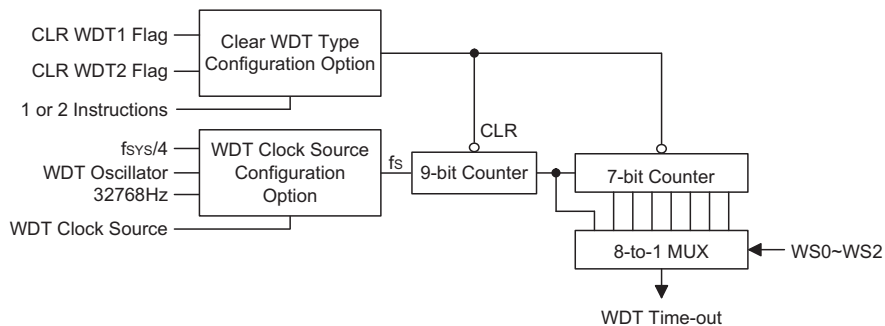 CLR WDT1 Flag
CLR WDT2 Flag
1 or 2 Instructions
Clear WDT Type
Configuration Option
fSYS/4
WDT Oscillator
32768Hz
WDT Clock Source
WDT Clock Source
Configuration
Option
fS
CLR
9-bit Counter
7-bit Counter
8-to-1 MUX
WS0~WS2
WDT Time-out